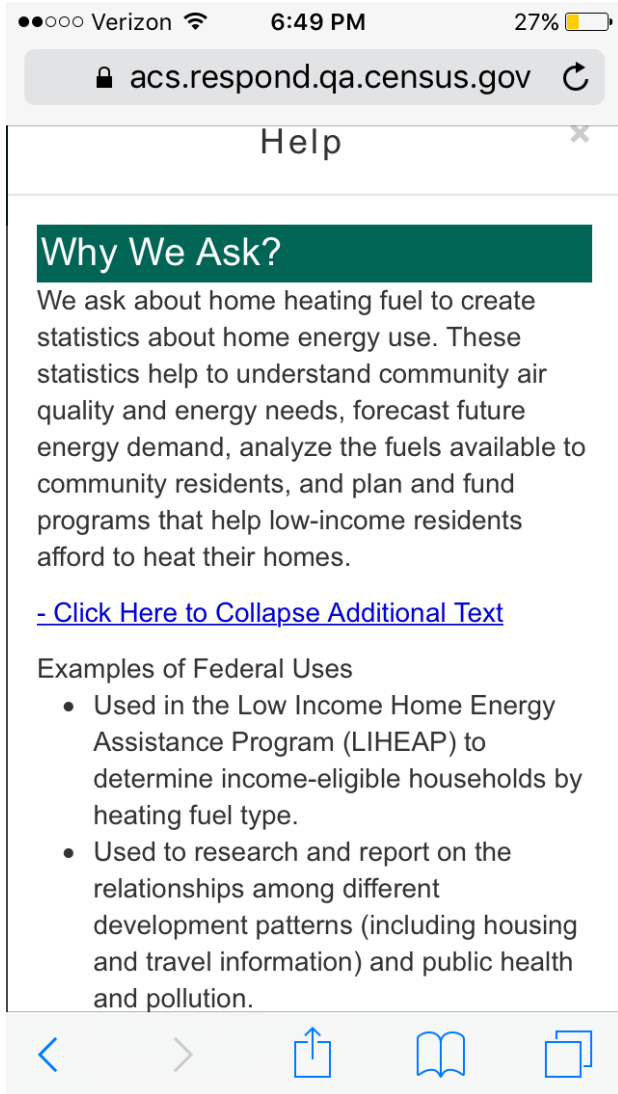 Verizon 6:49 PM 27%
acs.respond.qa.census.gov
Help ×
Why We Ask?
We ask about home heating fuel to create
statistics about home energy use. These
statistics help to understand community air
quality and energy needs, forecast future
energy demand, analyze the fuels available to
community residents, and plan and fund
programs that help low-income residents
afford to heat their homes.
- Click Here to Collapse Additional Text
Examples of Federal Uses
• Used in the Low Income Home Energy
Assistance Program (LIHEAP) to
determine income-eligible households by
heating fuel type.
• Used to research and report on the
relationships among different
development patterns (including housing
and travel information) and public health
and pollution.